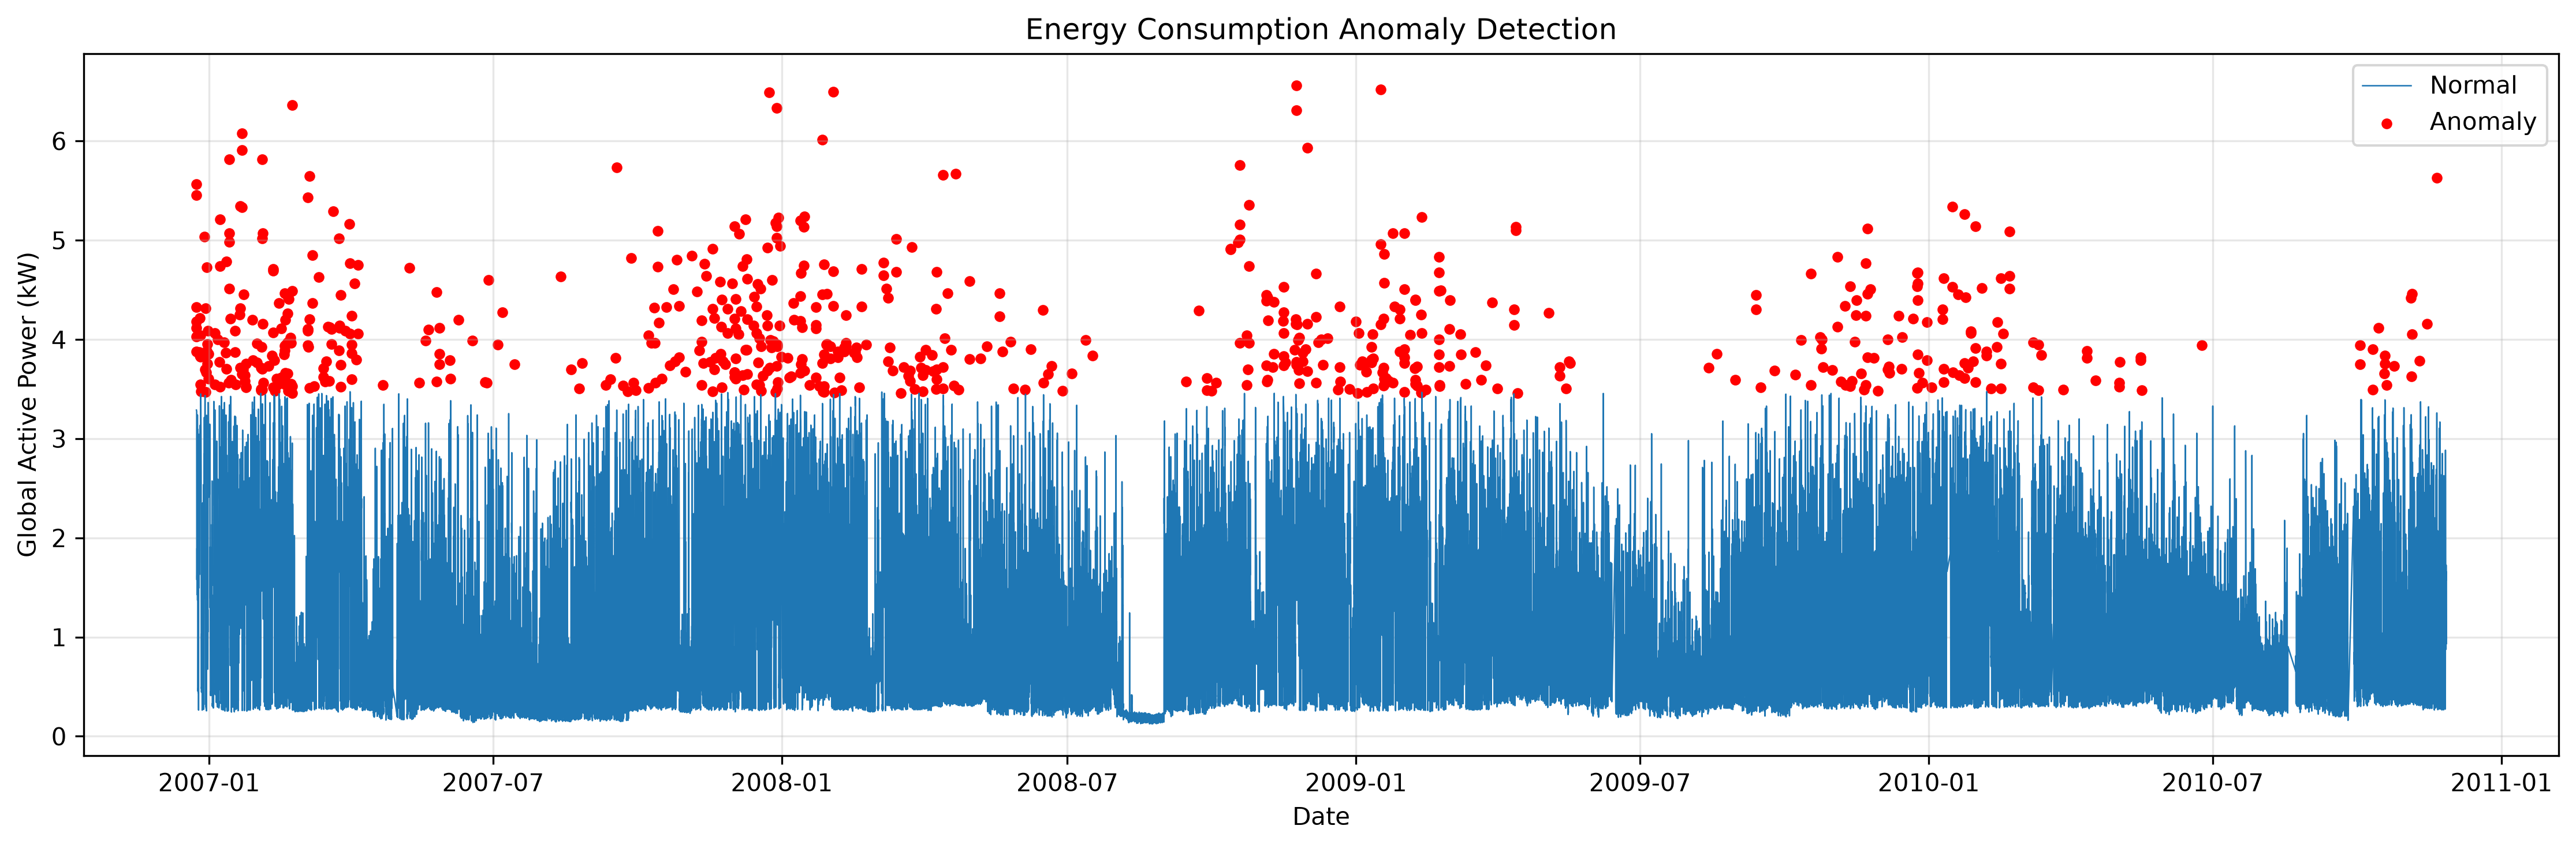 Energy Consumption Anomaly Detection
Normal
Anomaly
Global Active Power (kW)
6
5
4
3
2
1
0
2007-01 2007-07 2008-01 2008-07 2009-01 2009-07 2010-01 2010-07 2011-01
Date